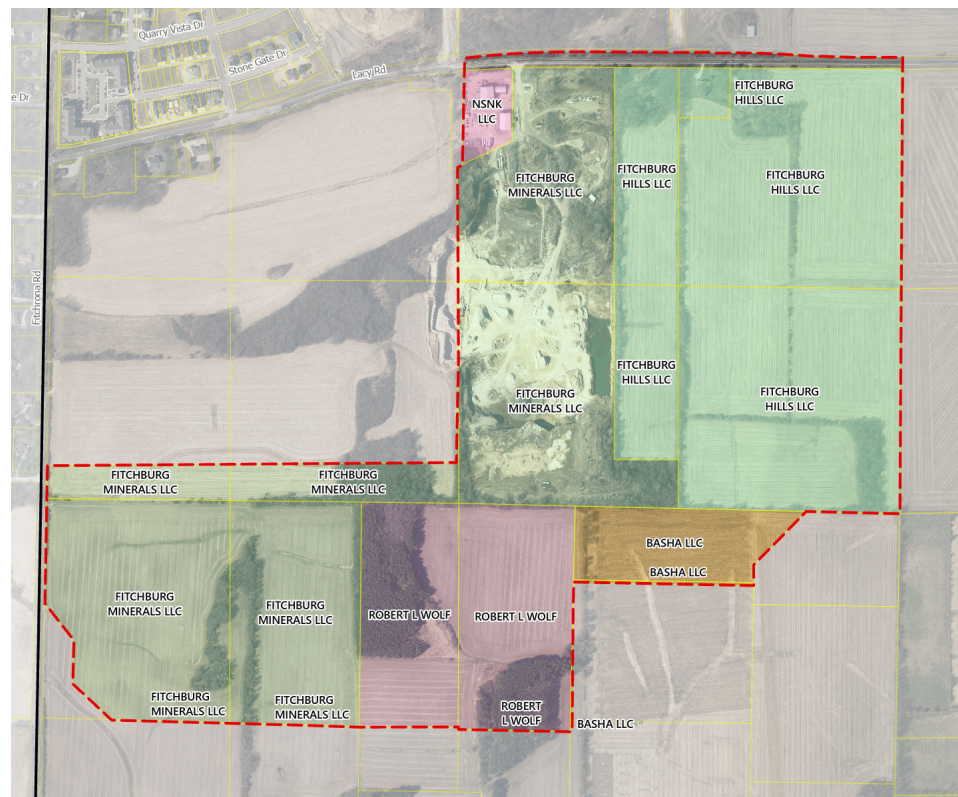 Quarry Vista Dr
Stone Gate Dr
Lacy Rd
e Dr
Fitchrona Rd
NSNK
LLC
FITCHBURG
HILLS LLC
FITCHBURG
MINERALS LLC
FITCHBURG
HILLS LLC
FITCHBURG
HILLS LLC
FITCHBURG
MINERALS LLC
FITCHBURG
HILLS LLC
FITCHBURG
HILLS LLC
FITCHBURG
MINERALS LLC
FITCHBURG
MINERALS LLC
BASHA LLC
BASHA LLC
FITCHBURG
MINERALS LLC
FITCHBURG
MINERALS LLC
ROBERT L WOLF
ROBERT L WOLF
FITCHBURG
MINERALS LLC
FITCHBURG
MINERALS LLC
ROBERT
L WOLF
BASHA LLC